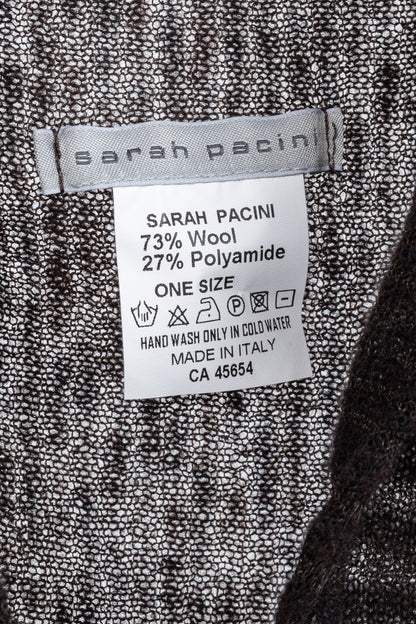 sarah pacini
SARAH PACINI
73% Wool
27% Polyamide
ONE SIZE
HAND WASH ONLY IN COLD WATER
MADE IN ITALY
CA 45654